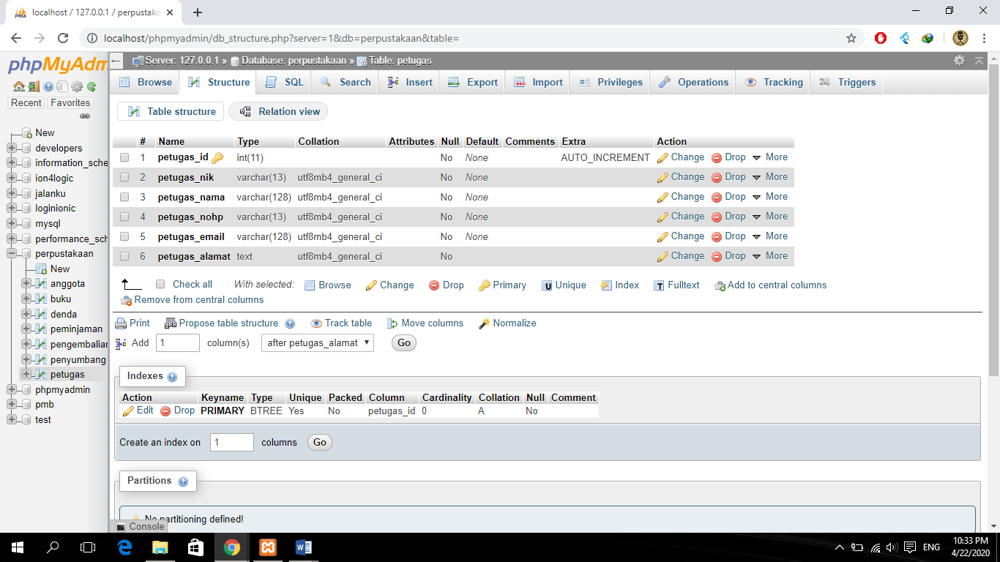 localhost / 127.0.0.1 / perpustaka
localhost/phpmyadmin/db_structure.php?server=1&db=perpustakaan&table=
phpMyAdm
Recent Favorites
New
developers
information_sche
ion4logic
jalanku
loginionic
mysql
performance_sch
perpustakaan
New
anggota
buku
denda
peminjaman
pengembalian
penyumbang
petugas
phpmyadmin
pmb
test
Server: 127.0.0.1 » Database: perpustakaan » Table: petugas
Browse Structure SQL Search Insert Export Import Privileges Operations Tracking Triggers
Table structure Relation view
# Name Type Collation Attributes Null Default Comments Extra Action
1 petugas_id int(11) No None AUTO_INCREMENT Change Drop More
2 petugas_nik varchar(13) utf8mb4_general_ci No None Change Drop More
3 petugas_nama varchar(128) utf8mb4_general_ci No None Change Drop More
4 petugas_nohp varchar(13) utf8mb4_general_ci No None Change Drop More
5 petugas_email varchar(128) utf8mb4_general_ci No None Change Drop More
6 petugas_alamat text utf8mb4_general_ci No Change Drop More
Check all With selected: Browse Change Drop Primary Unique Index Fulltext Add to central columns
Remove from central columns
Print Propose table structure Track table Move columns Normalize
Add 1 column(s) after petugas_alamat Go
Indexes
Action Keyname Type Unique Packed Column Cardinality Collation Null Comment
Edit Drop PRIMARY BTREE Yes No petugas_id 0 A No
Create an index on 1 columns Go
Partitions
No partitioning defined!
Console
ENG
10:33 PM
4/22/2020